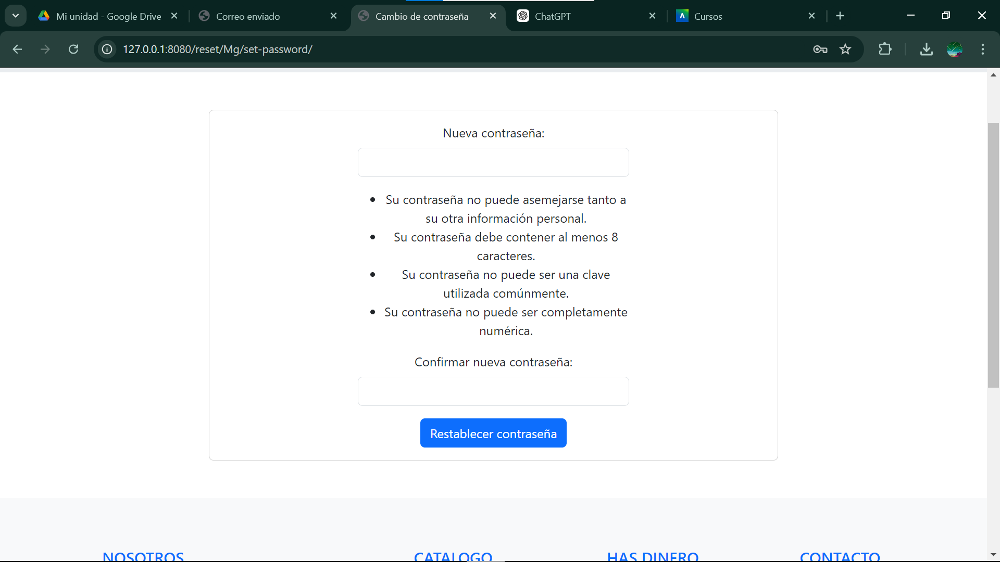 Mi unidad - Google Drive
Correo enviado
Cambio de contraseña
ChatGPT
Cursos
127.0.0.1:8080/reset/Mg/set-password/
Nueva contraseña:
Su contraseña no puede asemejarse tanto a
su otra información personal.
Su contraseña debe contener al menos 8
caracteres.
Su contraseña no puede ser una clave
utilizada comúnmente.
Su contraseña no puede ser completamente
numérica.
Confirmar nueva contraseña:
Restablecer contraseña
NOSOTROS
CATALOGO
HAS DINERO
CONTACTO